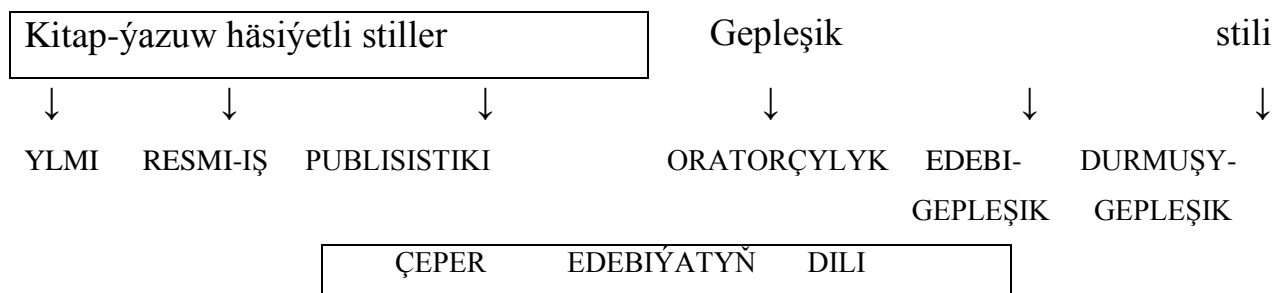 Kitap-ýazuw häsiýetli stiller Gepleşik stili
↓ ↓ ↓ ↓ ↓ ↓
YLMI RESMI-IŞ PUBLISISTIKI ORATORÇYLYK EDEBI- DURMUŞY-
GEPLEŞIK GEPLEŞIK
ÇEPER EDEBIÝATYŇ DILI